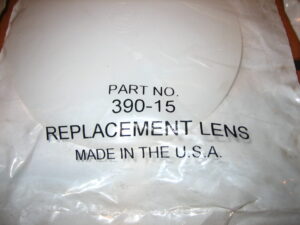 PART NO.
390-15
REPLACEMENT LENS
MADE IN THE U.S.A.